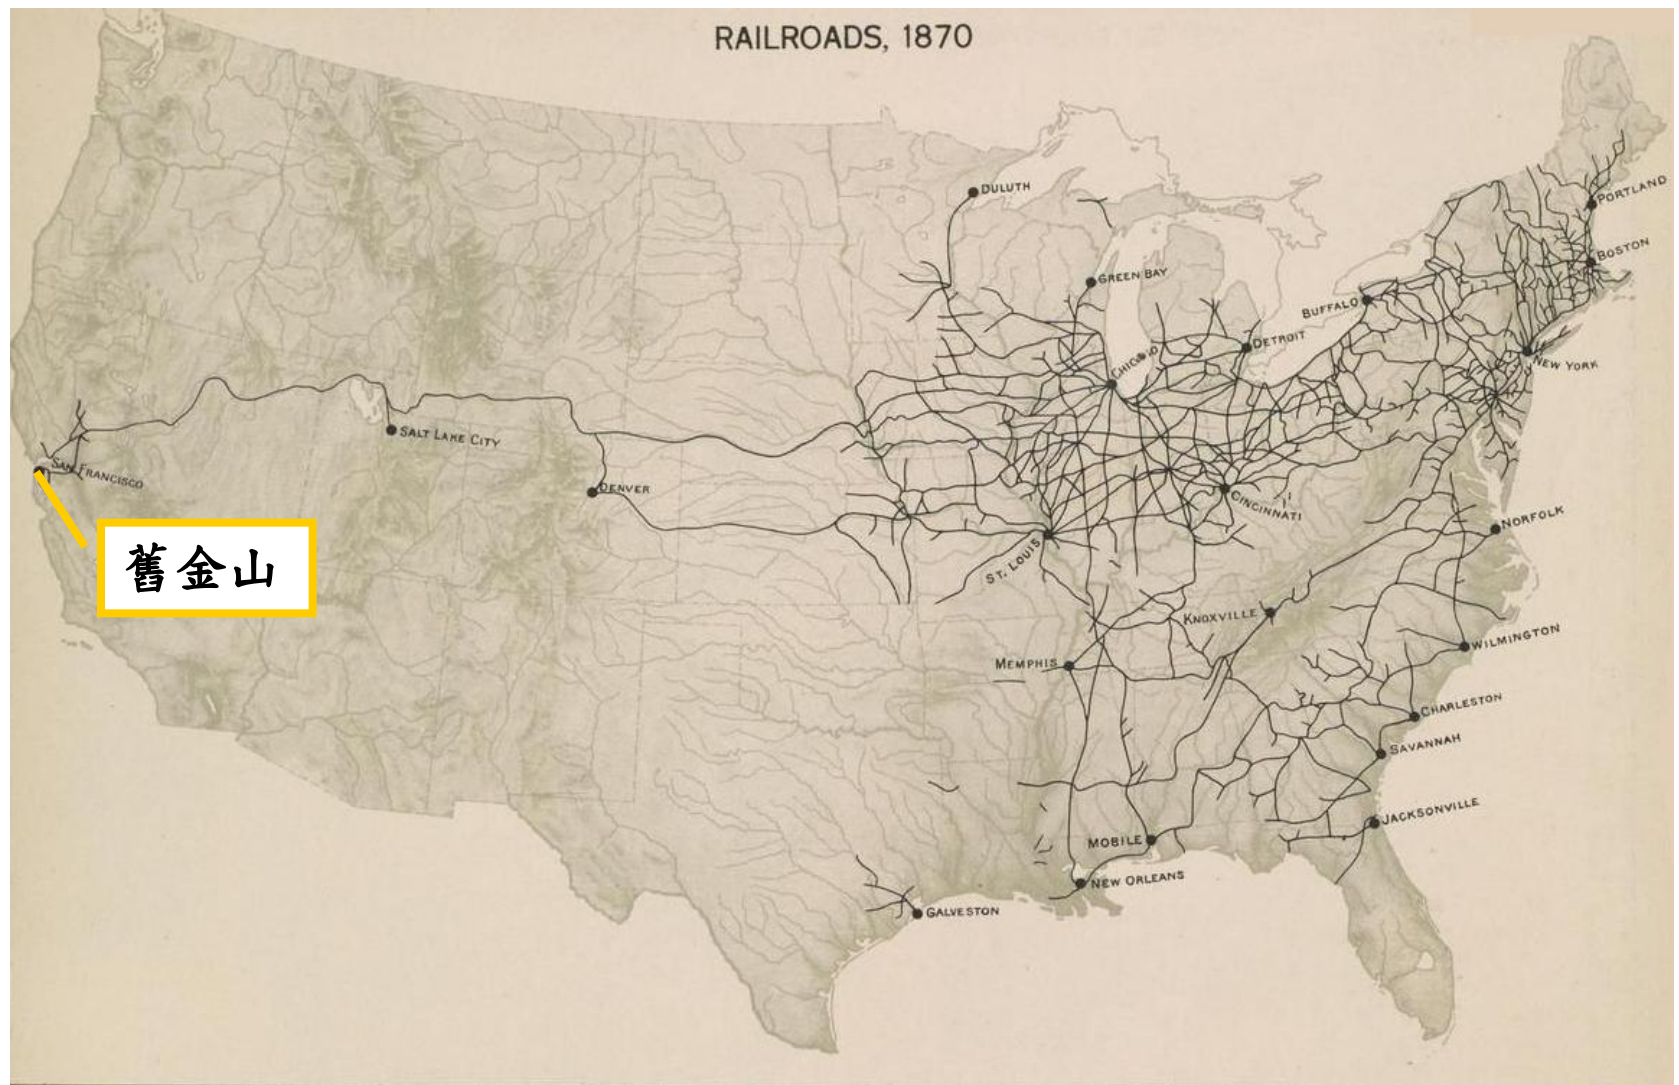 RAILROADS, 1870
DULUTH
PORTLAND
BOSTON
GREEN BAY
BUFFALO
DETROIT
CHICAGO
NEW YORK
SALT LAKE CITY
SAN FRANCISCO
DENVER
CINCINNATI
NORFOLK
舊金山
ST. LOUIS
KNOXVILLE
WILMINGTON
MEMPHIS
CHARLESTON
SAVANNAH
JACKSONVILLE
MOBILE
NEW ORLEANS
GALVESTON